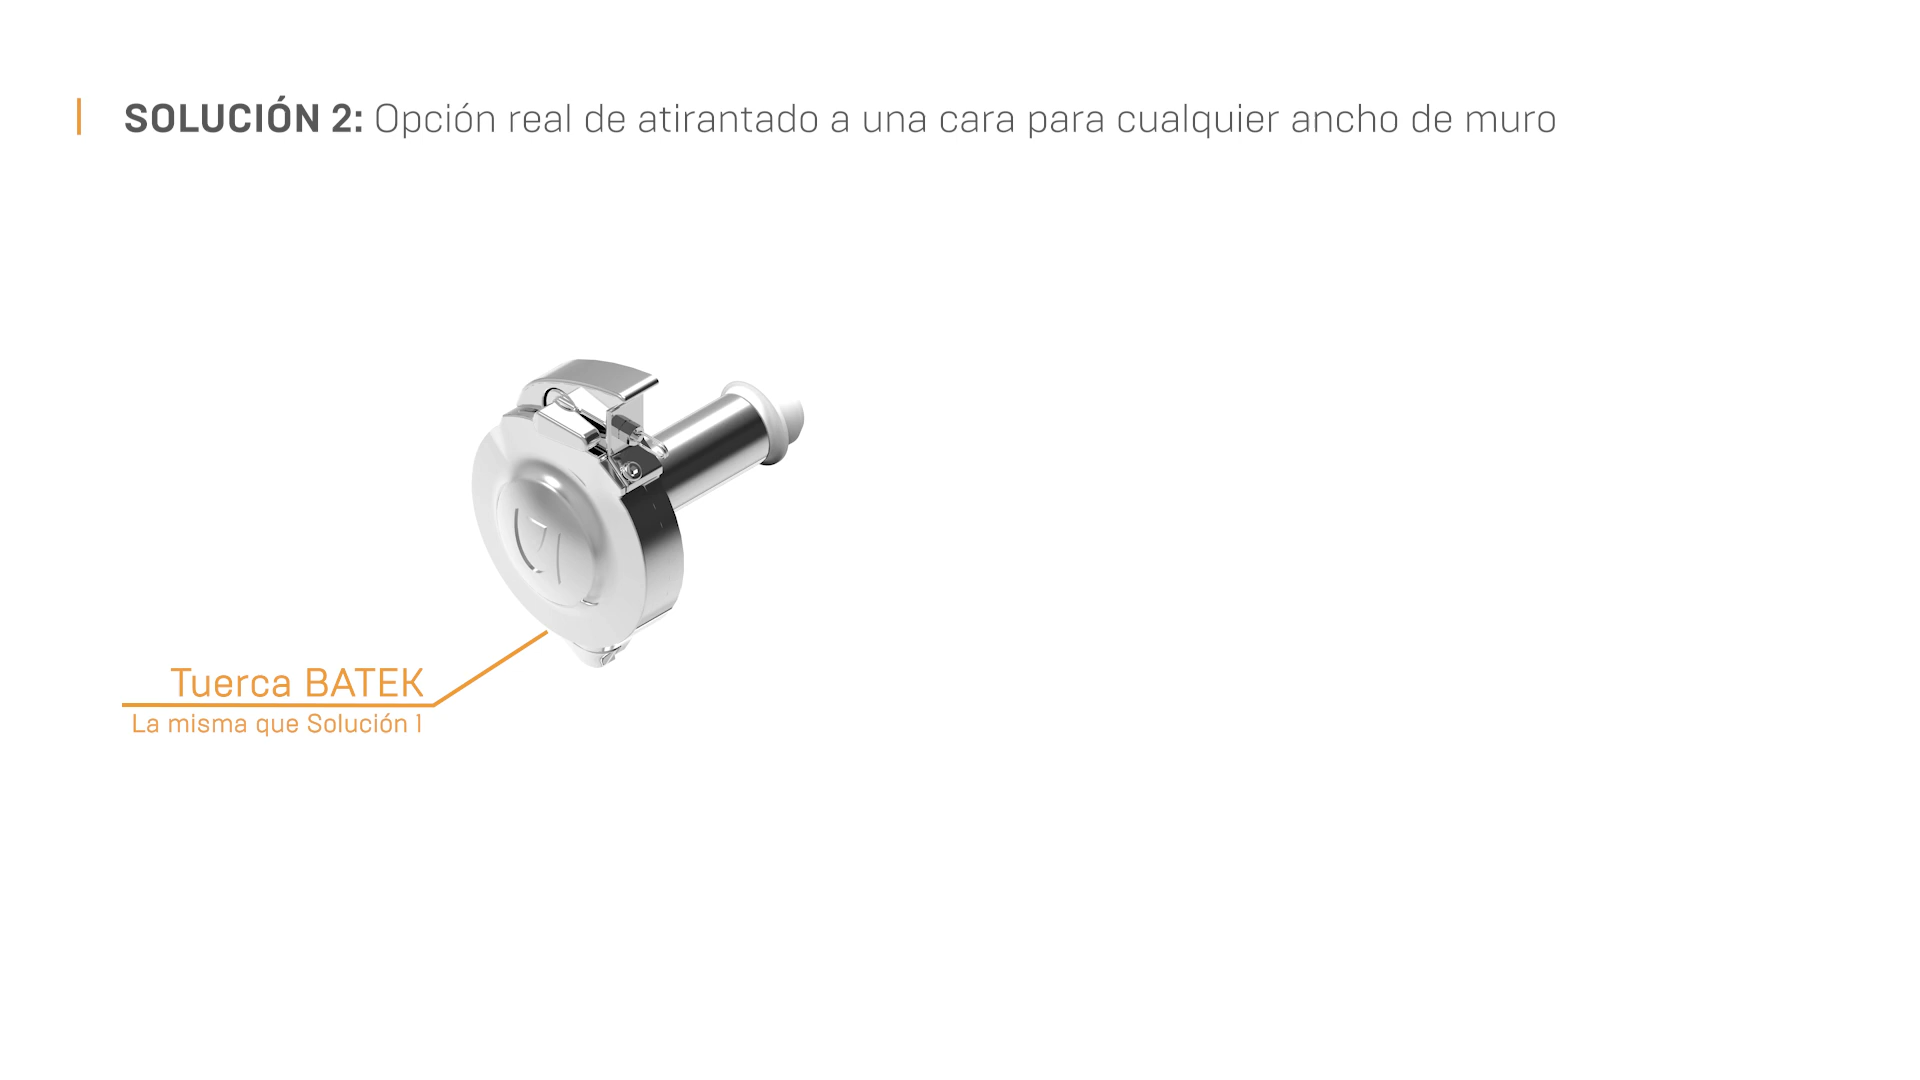 SOLUCIÓN 2: Opción real de atirantado a una cara para cualquier ancho de muro
Tuerca BATEK
La misma que Solución 1